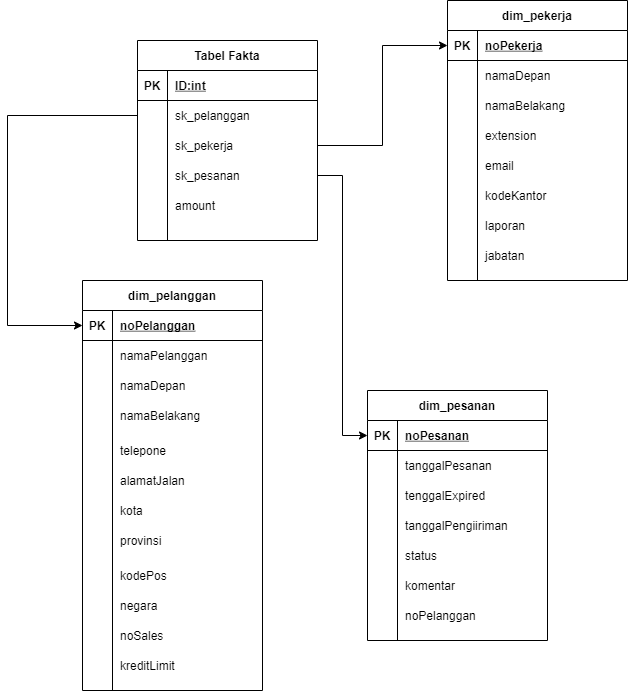 Tabel Fakta
PK ID:int
sk_pelanggan
sk_pekerja
sk_pesanan
amount
dim_pekerja
PK noPekerja
namaDepan
namaBelakang
extension
email
kodeKantor
laporan
jabatan
dim_pelanggan
PK noPelanggan
namaPelanggan
namaDepan
namaBelakang
telepone
alamatJalan
kota
provinsi
kodePos
negara
noSales
kreditLimit
dim_pesanan
PK noPesanan
tanggalPesanan
tenggalExpired
tanggalPengiiriman
status
komentar
noPelanggan